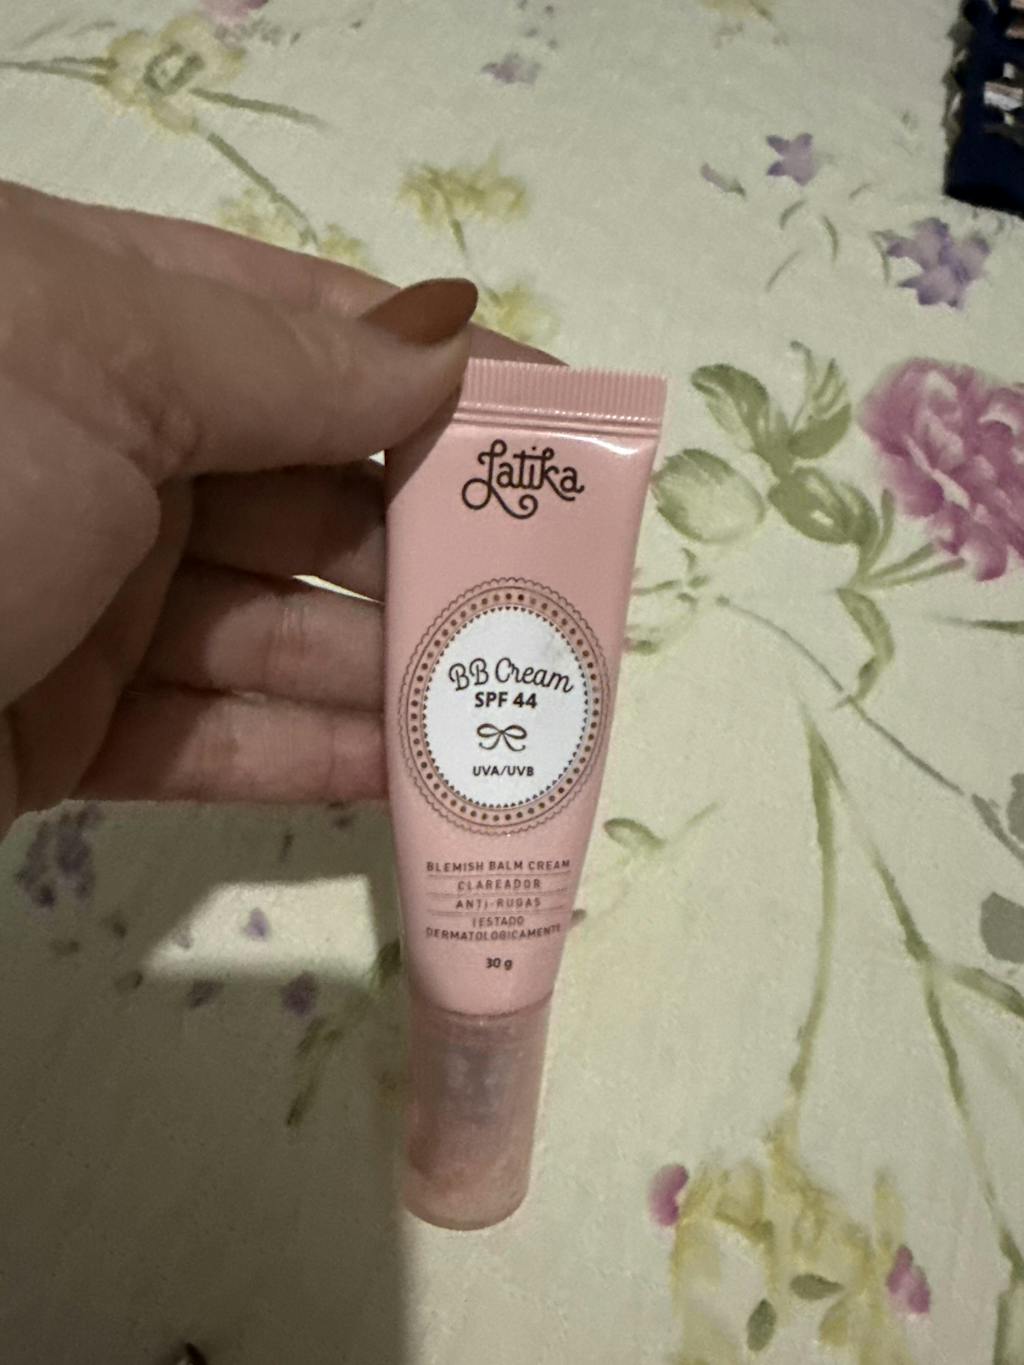 Latika
BB Cream
SPF 44
UVA/UVB
BLEMISH BALM CREAM
CLAREADOR
ANTI-RUGAS
TESTADO
DERMATOLOGICAMENTE
30 g